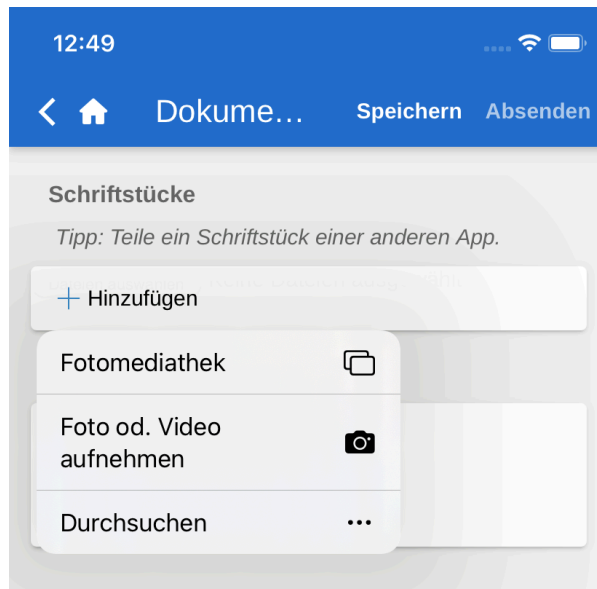 12:49
Dokume... Speichern Absenden
Schriftstücke
Tipp: Teile ein Schriftstück einer anderen App.
Hinzufügen
Fotomediathek
Foto od. Video
aufnehmen
Durchsuchen